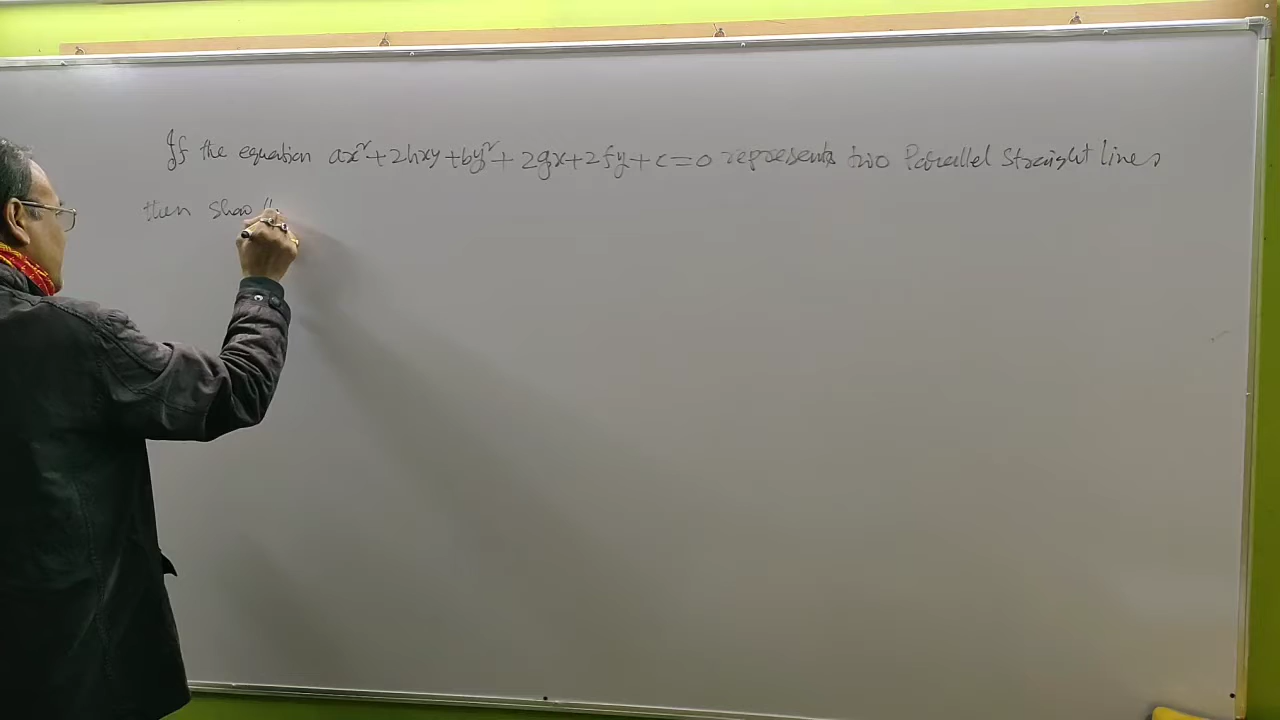 If the equation ax²+2hxy+by²+2gx+2fy+c=0 represents two Parallel Straight lines
then show